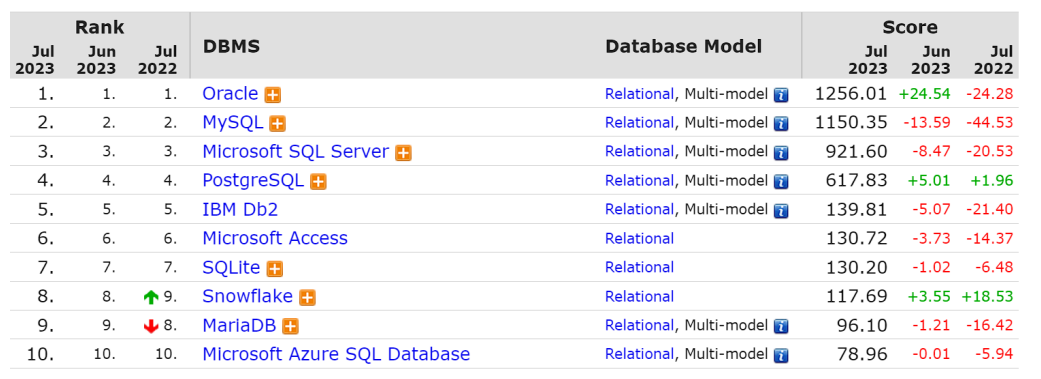 Rank Score
Jul Jun Jul DBMS Database Model Jul Jun Jul
2023 2023 2022 2023 2023 2022
1. 1. 1. Oracle Relational, Multi-model 1256.01 +24.54 -24.28
2. 2. 2. MySQL Relational, Multi-model 1150.35 -13.59 -44.53
3. 3. 3. Microsoft SQL Server Relational, Multi-model 921.60 -8.47 -20.53
4. 4. 4. PostgreSQL Relational, Multi-model 617.83 +5.01 +1.96
5. 5. 5. IBM Db2 Relational, Multi-model 139.81 -5.07 -21.40
6. 6. 6. Microsoft Access Relational 130.72 -3.73 -14.37
7. 7. 7. SQLite Relational 130.20 -1.02 -6.48
8. 8. 9. Snowflake Relational 117.69 +3.55 +18.53
9. 9. 8. MariaDB Relational, Multi-model 96.10 -1.21 -16.42
10. 10. 10. Microsoft Azure SQL Database Relational, Multi-model 78.96 -0.01 -5.94